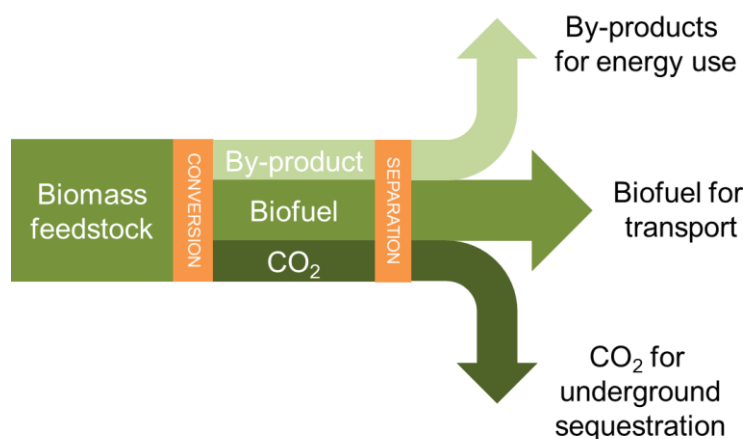 By-products
for energy use
Biomass
feedstock
CONVERSION
By-product
Biofuel
CO₂
SEPARATION
Biofuel for
transport
CO₂ for
underground
sequestration